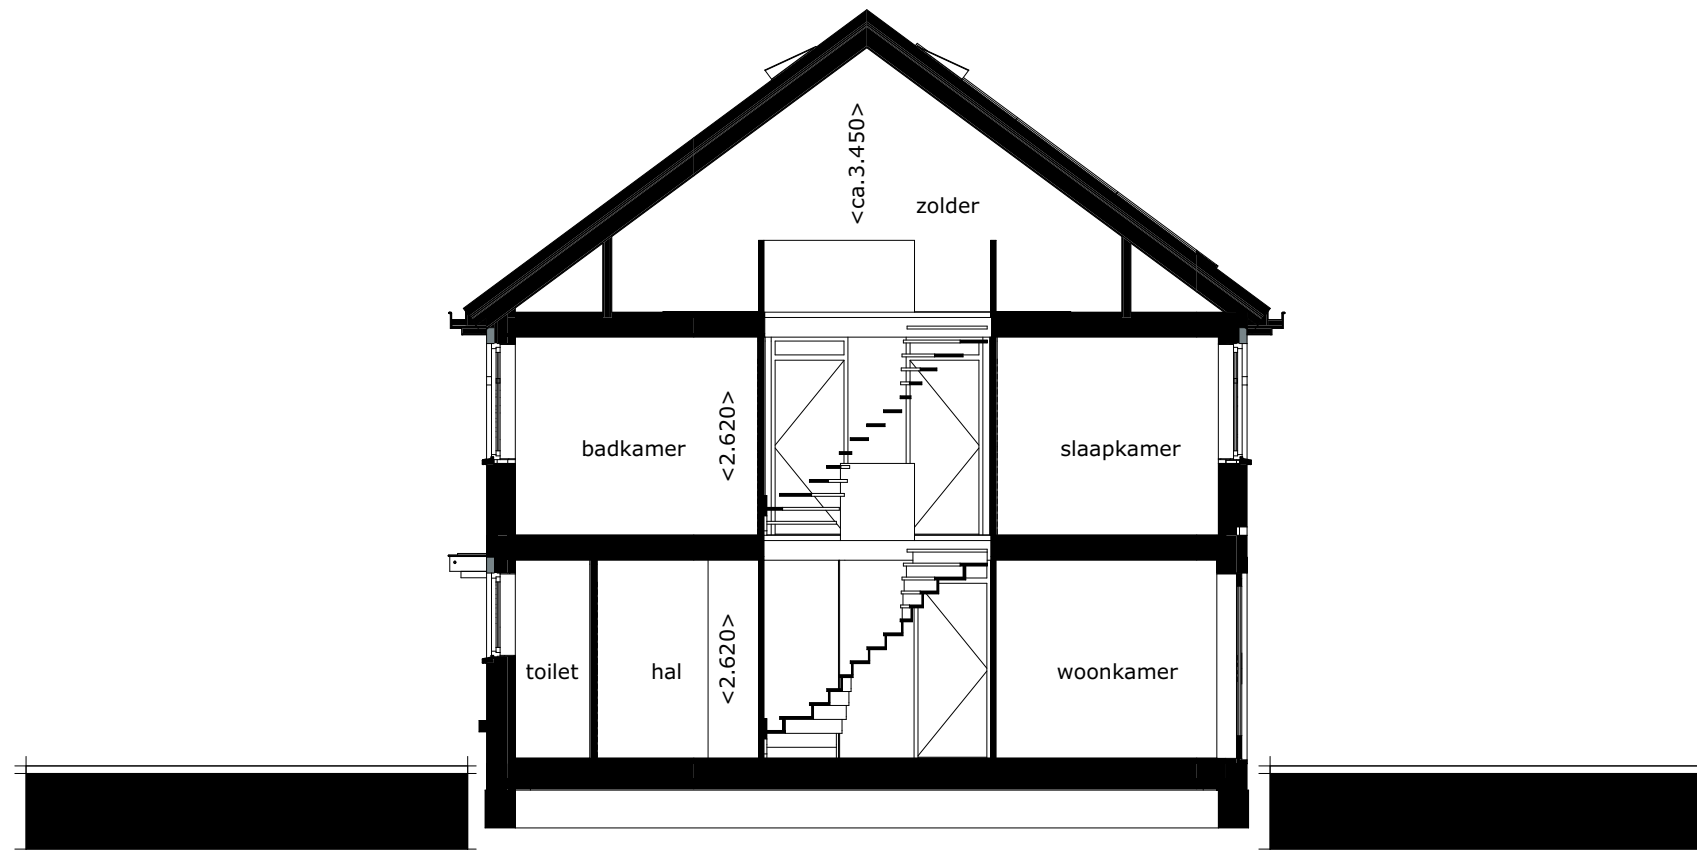 <ca.3.450>
zolder
badkamer
<2.620>
slaapkamer
toilet
hal
<2.620>
woonkamer